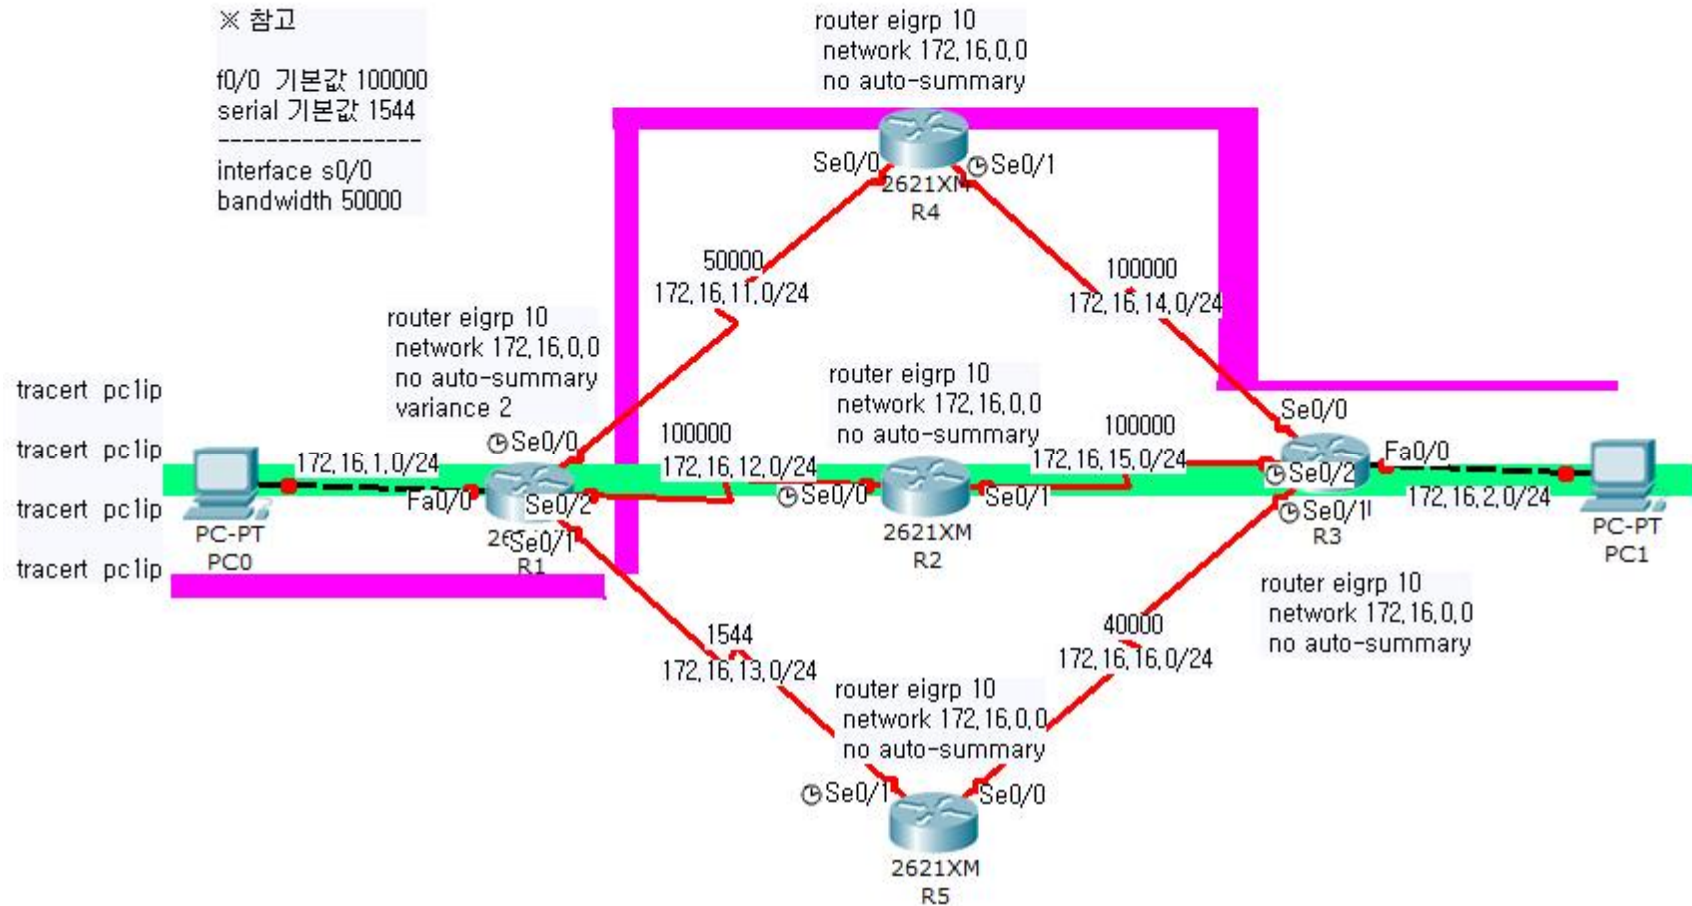 ※ 참고
f0/0 기본값 100000
serial 기본값 1544
-----------------
interface s0/0
bandwidth 50000
router eigrp 10
network 172,16,0,0
no auto-summary
Se0/0
Se0/1
2621XM
R4
50000
172,16,11,0/24
100000
172,16,14,0/24
router eigrp 10
network 172,16,0,0
no auto-summary
variance 2
router eigrp 10
network 172,16,0,0
no auto-summary
tracert pc1ip
tracert pc1ip
tracert pc1ip
tracert pc1ip
172,16,1,0/24
PC-PT
PC0
Fa0/0
Se0/0
Se0/2
Se0/1
R1
100000
172,16,12,0/24
Se0/0
Se0/1
2621XM
R2
100000
172,16,15,0/24
Se0/0
Se0/2
Se0/1
R3
Fa0/0
172,16,2,0/24
PC-PT
PC1
router eigrp 10
network 172,16,0,0
no auto-summary
1544
172,16,13,0/24
40000
172,16,16,0/24
router eigrp 10
network 172,16,0,0
no auto-summary
Se0/1
Se0/0
2621XM
R5